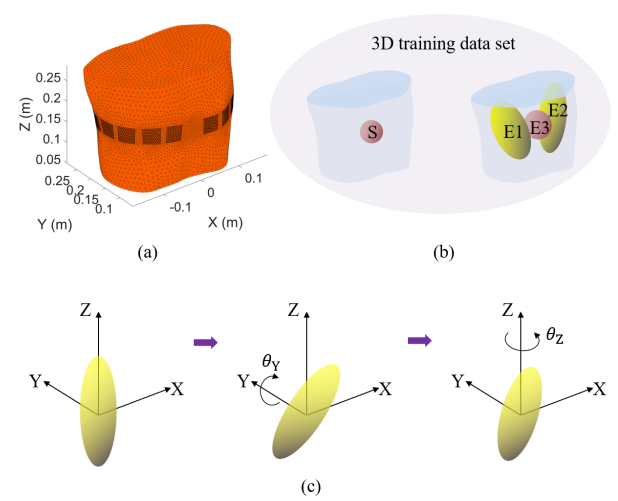 3D training data set
Z (m)
0.25
0.2
0.15
0.1
0.05
0.25
0.2
0.15
0.1
Y (m)
-0.1
0
0.1
X (m)
(a)
S
E1
E3
E2
(b)
Z
Y
X
Z
θY
Y
X
Z
θZ
Y
X
(c)